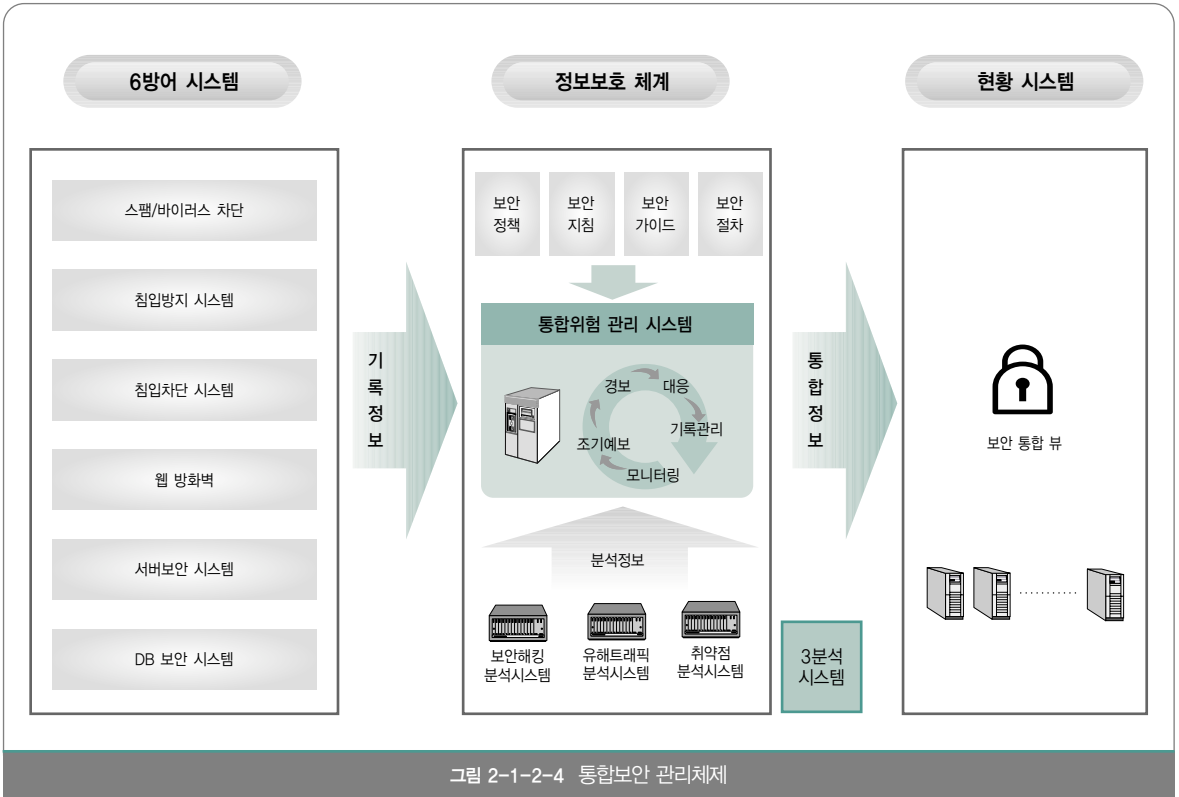 6방어 시스템
정보보호 체계
현황 시스템
스팸/바이러스 차단
침입방지 시스템
침입차단 시스템
웹 방화벽
서버보안 시스템
DB 보안 시스템
기
록
정
보
보안
정책
보안
지침
보안
가이드
보안
절차
통합위험 관리 시스템
경보
대응
기록관리
조기예보
모니터링
분석정보
보안해킹
분석시스템
유해트래픽
분석시스템
취약점
분석시스템
3분석
시스템
통
합
정
보
보안 통합 뷰
그림 2-1-2-4 통합보안 관리체제